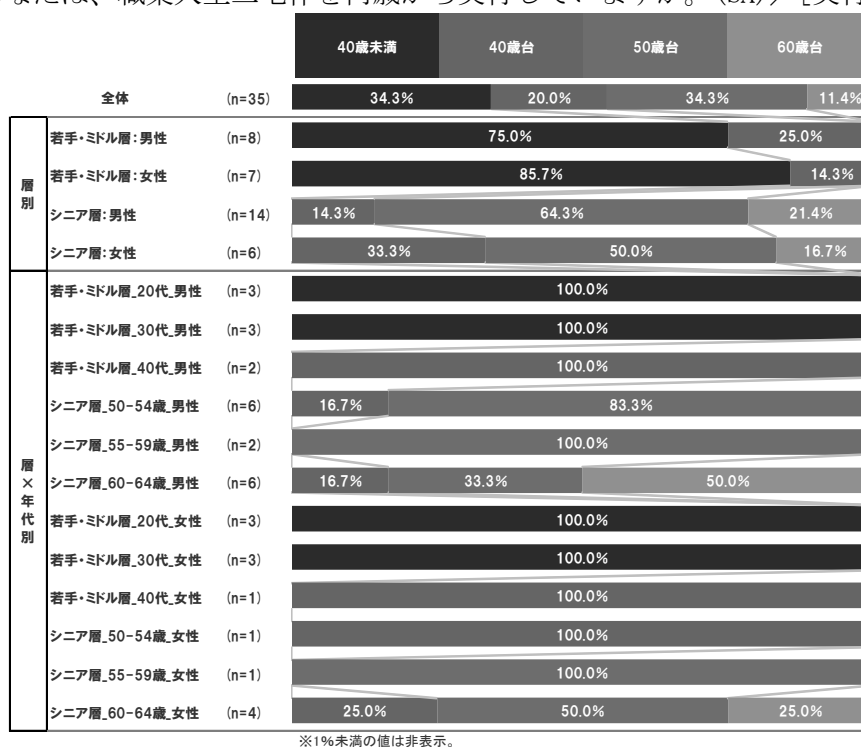 40歳未満 40歳台 50歳台 60歳台
全体 (n=35) 34.3% 20.0% 34.3% 11.4%
層別
若手・ミドル層：男性 (n=8) 75.0% 25.0%
若手・ミドル層：女性 (n=7) 85.7% 14.3%
シニア層：男性 (n=14) 14.3% 64.3% 21.4%
シニア層：女性 (n=6) 33.3% 50.0% 16.7%
層×年代別
若手・ミドル層_20代_男性 (n=3) 100.0%
若手・ミドル層_30代_男性 (n=3) 100.0%
若手・ミドル層_40代_男性 (n=2) 100.0%
シニア層_50-54歳_男性 (n=6) 16.7% 83.3%
シニア層_55-59歳_男性 (n=2) 100.0%
シニア層_60-64歳_男性 (n=6) 16.7% 33.3% 50.0%
若手・ミドル層_20代_女性 (n=3) 100.0%
若手・ミドル層_30代_女性 (n=3) 100.0%
若手・ミドル層_40代_女性 (n=1) 100.0%
シニア層_50-54歳_女性 (n=1) 100.0%
シニア層_55-59歳_女性 (n=1) 100.0%
シニア層_60-64歳_女性 (n=4) 25.0% 50.0% 25.0%
※1%未満の値は非表示。